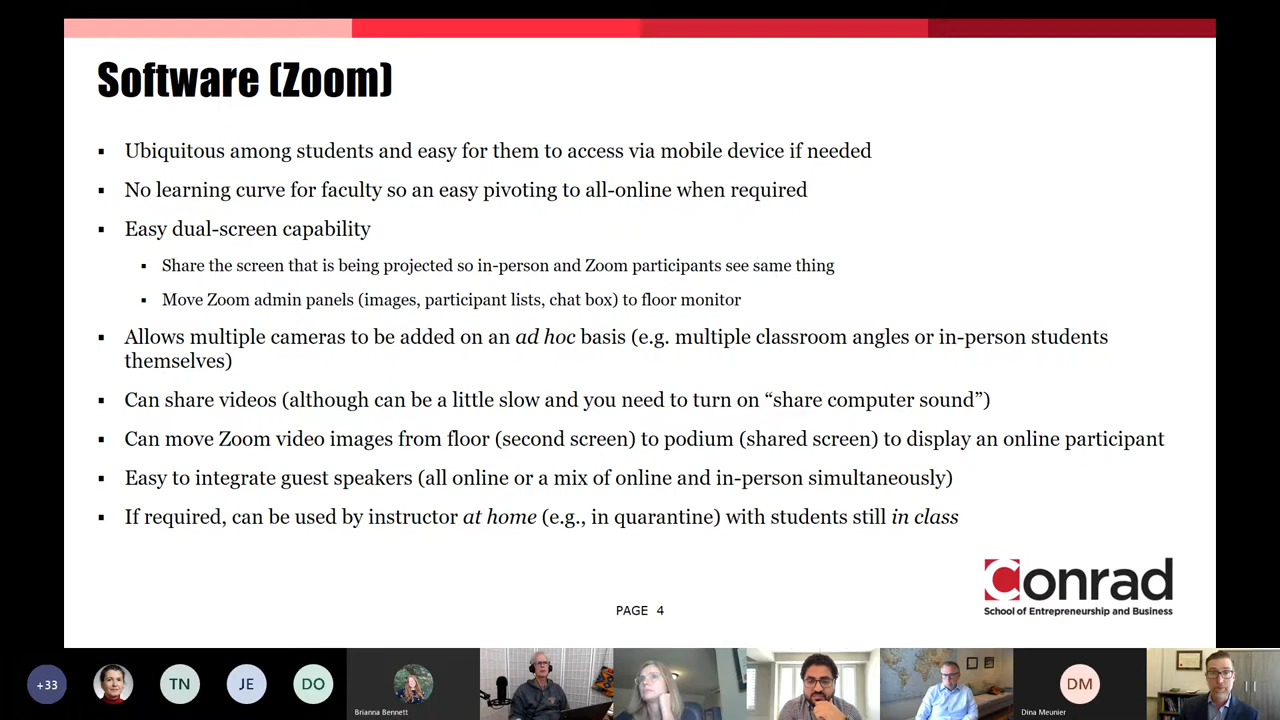 Software (Zoom)
▪ Ubiquitous among students and easy for them to access via mobile device if needed
▪ No learning curve for faculty so an easy pivoting to all-online when required
▪ Easy dual-screen capability
▪ Share the screen that is being projected so in-person and Zoom participants see same thing
▪ Move Zoom admin panels (images, participant lists, chat box) to floor monitor
▪ Allows multiple cameras to be added on an ad hoc basis (e.g. multiple classroom angles or in-person students
themselves)
▪ Can share videos (although can be a little slow and you need to turn on “share computer sound”)
▪ Can move Zoom video images from floor (second screen) to podium (shared screen) to display an online participant
▪ Easy to integrate guest speakers (all online or a mix of online and in-person simultaneously)
▪ If required, can be used by instructor at home (e.g., in quarantine) with students still in class
Conrad
School of Entrepreneurship and Business
PAGE 4
+33
TN
JE
DO
DM
Brianna Bennett
Dina Meunier